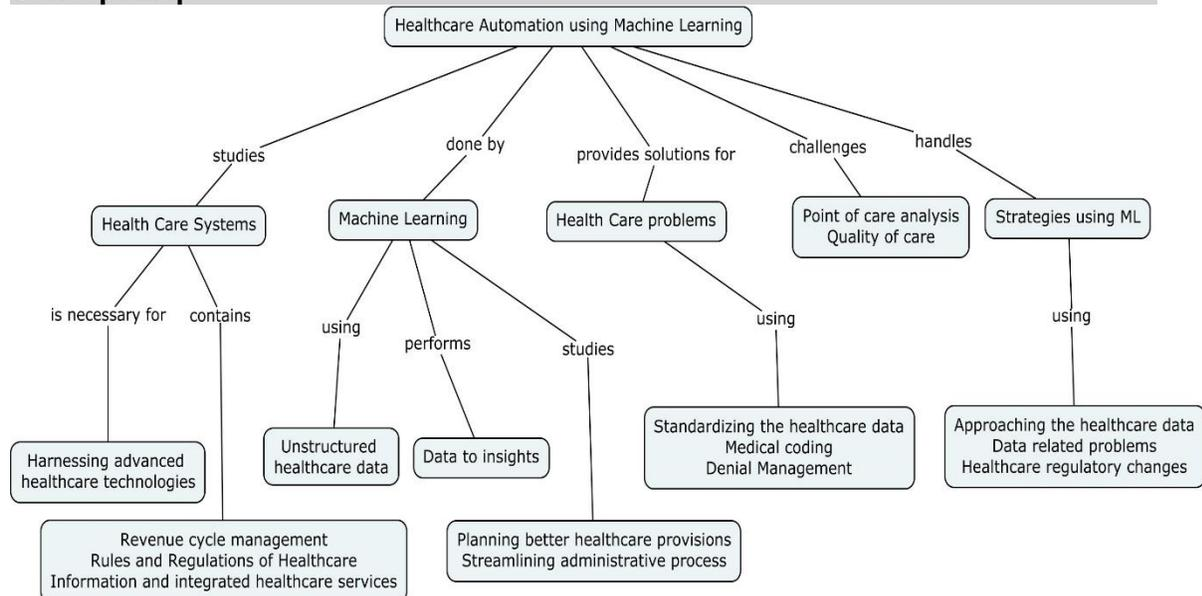 Healthcare Automation using Machine Learning
studies
done by
provides solutions for
challenges
handles
Health Care Systems
Machine Learning
Health Care problems
Point of care analysis
Quality of care
Strategies using ML
is necessary for
contains
using
performs
studies
using
using
Harnessing advanced
healthcare technologies
Unstructured
healthcare data
Data to insights
Standardizing the healthcare data
Medical coding
Denial Management
Approaching the healthcare data
Data related problems
Healthcare regulatory changes
Revenue cycle management
Rules and Regulations of Healthcare
Information and integrated healthcare services
Planning better healthcare provisions
Streamlining administrative process